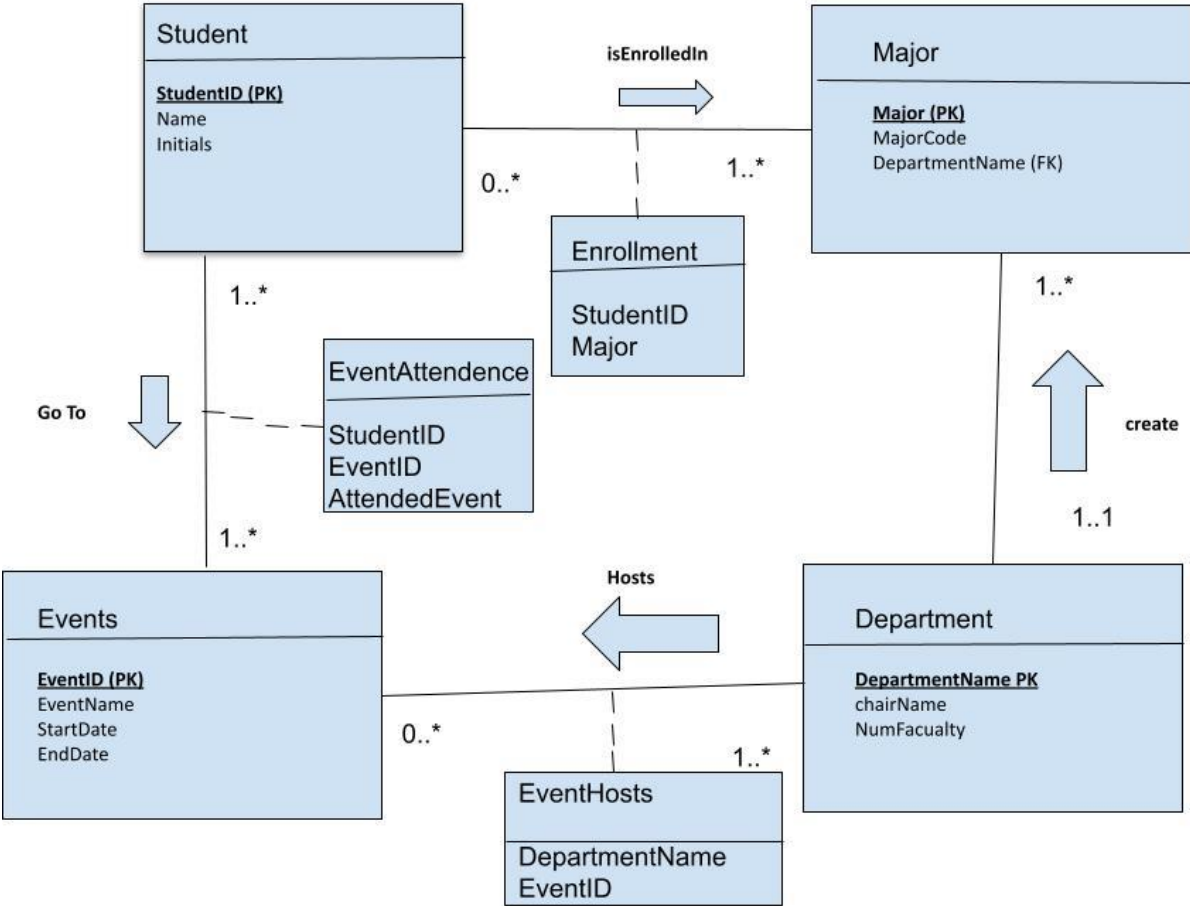 Student
StudentID (PK)
Name
Initials
isEnrolledIn
Major
Major (PK)
MajorCode
DepartmentName (FK)
0..*
1..*
Enrollment
StudentID
Major
1..*
Go To
EventAttendence
StudentID
EventID
AttendedEvent
1..*
1..*
create
1..1
Events
EventID (PK)
EventName
StartDate
EndDate
Hosts
0..*
1..*
Department
DepartmentName PK
chairName
NumFacualty
EventHosts
DepartmentName
EventID